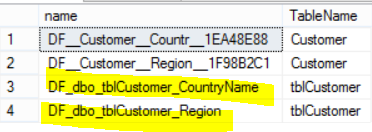 name TableName
1 DF__Customer__Countr__1EA48E88 Customer
2 DF__Customer__Region__1F98B2C1 Customer
3 DF_dbo_tblCustomer_CountryName tblCustomer
4 DF_dbo_tblCustomer_Region tblCustomer